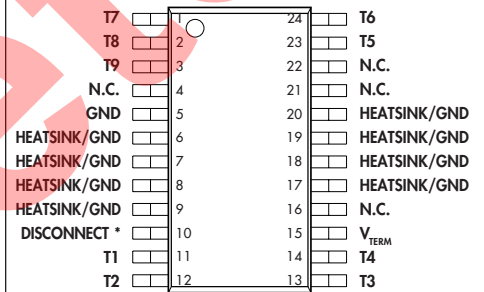 T7 1 24 T6
T8 2 23 T5
T9 3 22 N.C.
N.C. 4 21 N.C.
GND 5 20 HEATSINK/GND
HEATSINK/GND 6 19 HEATSINK/GND
HEATSINK/GND 7 18 HEATSINK/GND
HEATSINK/GND 8 17 HEATSINK/GND
HEATSINK/GND 9 16 N.C.
DISCONNECT * 10 15 VTERM
T1 11 14 T4
T2 12 13 T3